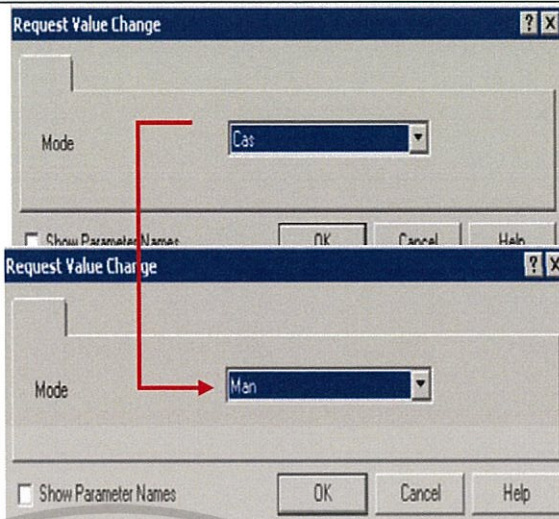 Request Value Change
Mode
Cas
Show Parameter Names
OK
Cancel
Help
Request Value Change
Mode
Man
Show Parameter Names
OK
Cancel
Help